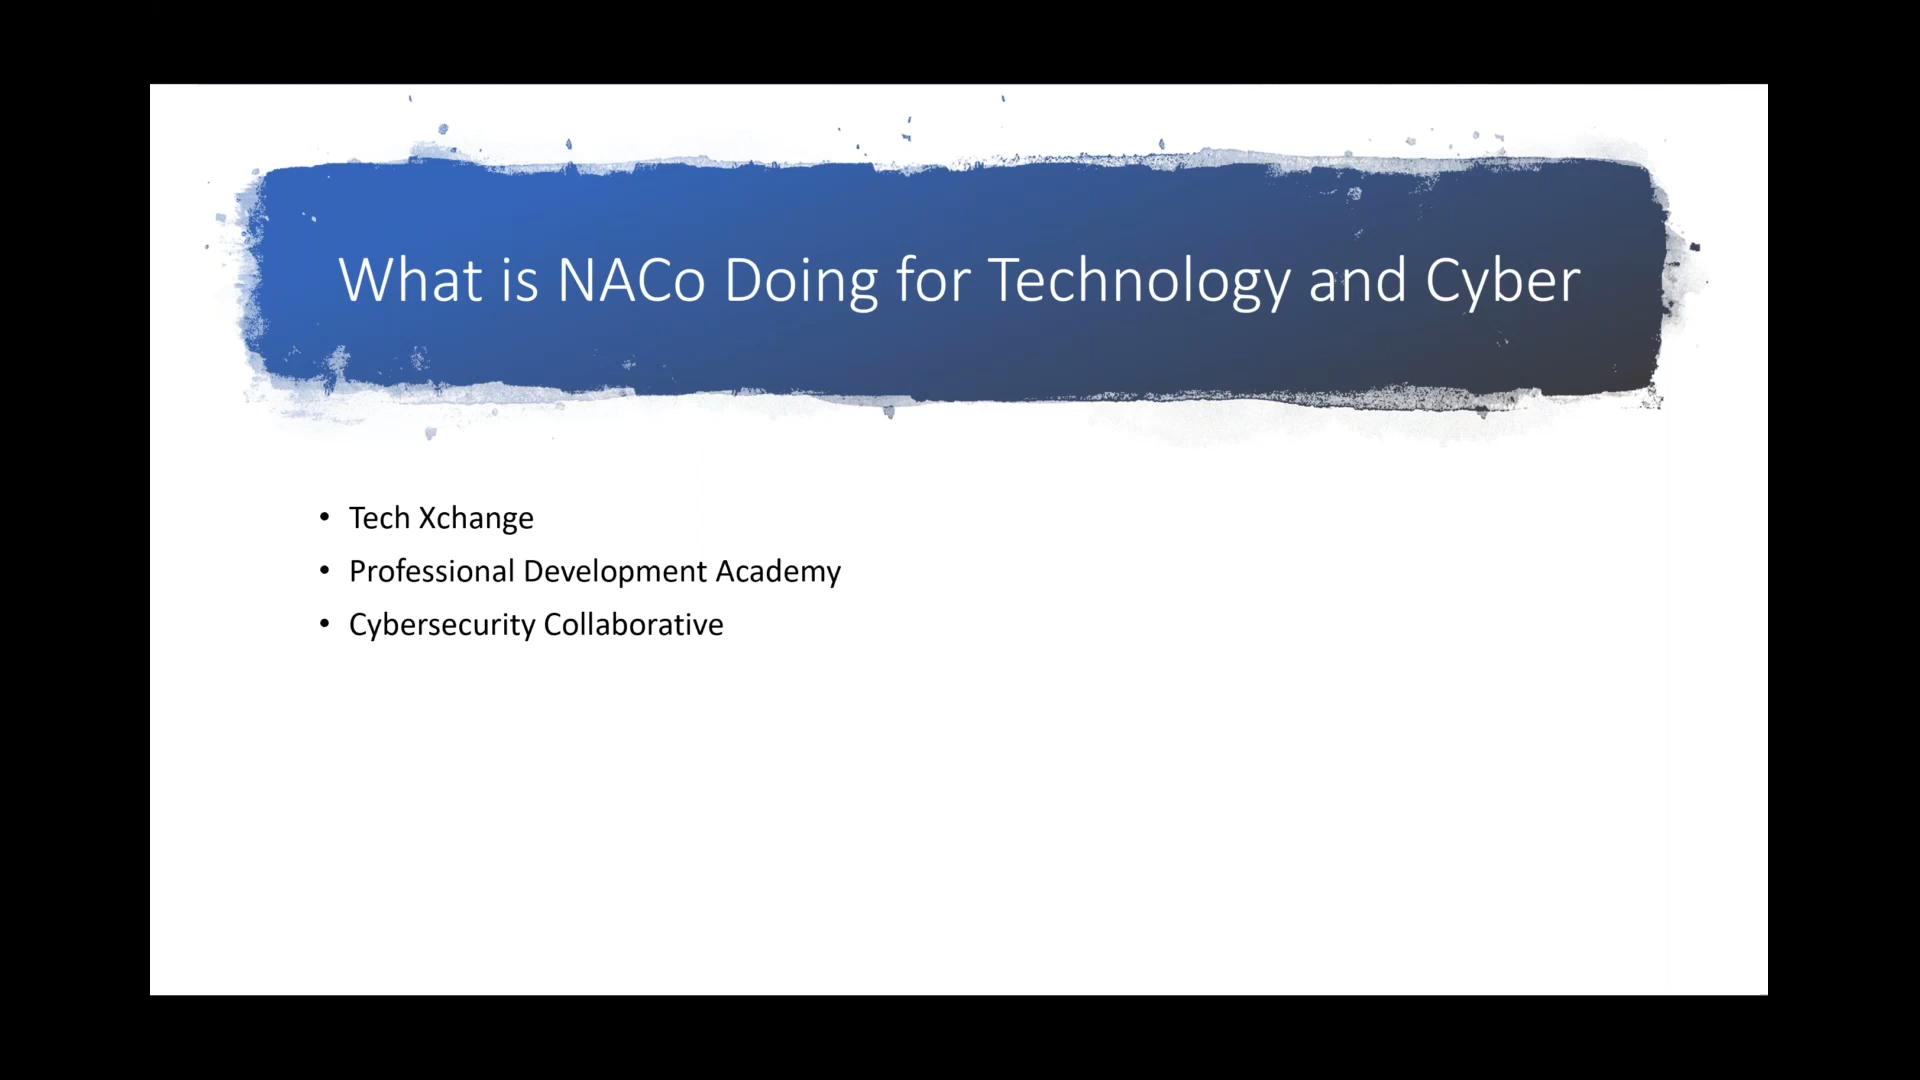 What is NACo Doing for Technology and Cyber
• Tech Xchange
• Professional Development Academy
• Cybersecurity Collaborative